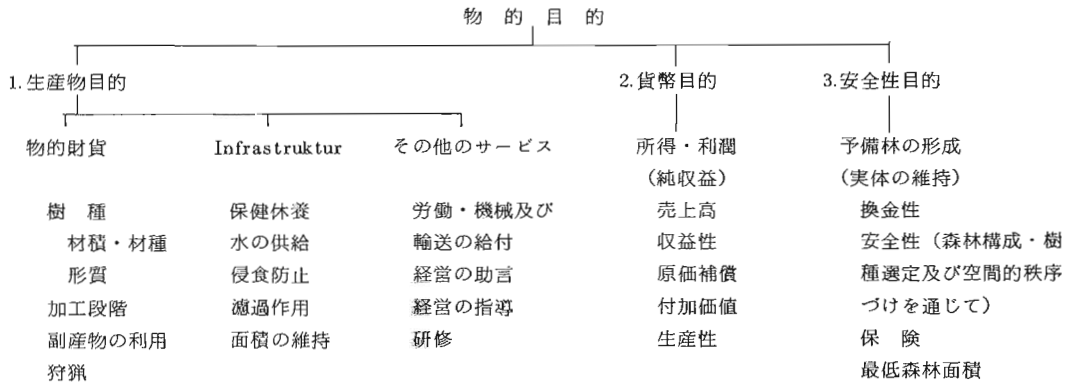 物的目的
1.生産物目的 2.貨幣目的 3.安全性目的
物的財貨 Infrastruktur その他のサービス 所得・利潤 予備林の形成
(純収益) (実体の維持)
樹種 保健休養 労働・機械及び 売上高 換金性
材積・材種 水の供給 輸送の給付 収益性 安全性(森林構成・樹
形質 侵食防止 経営の助言 原価補償 種選定及び空間的秩序
加工段階 濾過作用 経営の指導 付加価値 づけを通じて)
副産物の利用 面積の維持 研修 生産性 保険
狩猟 最低森林面積